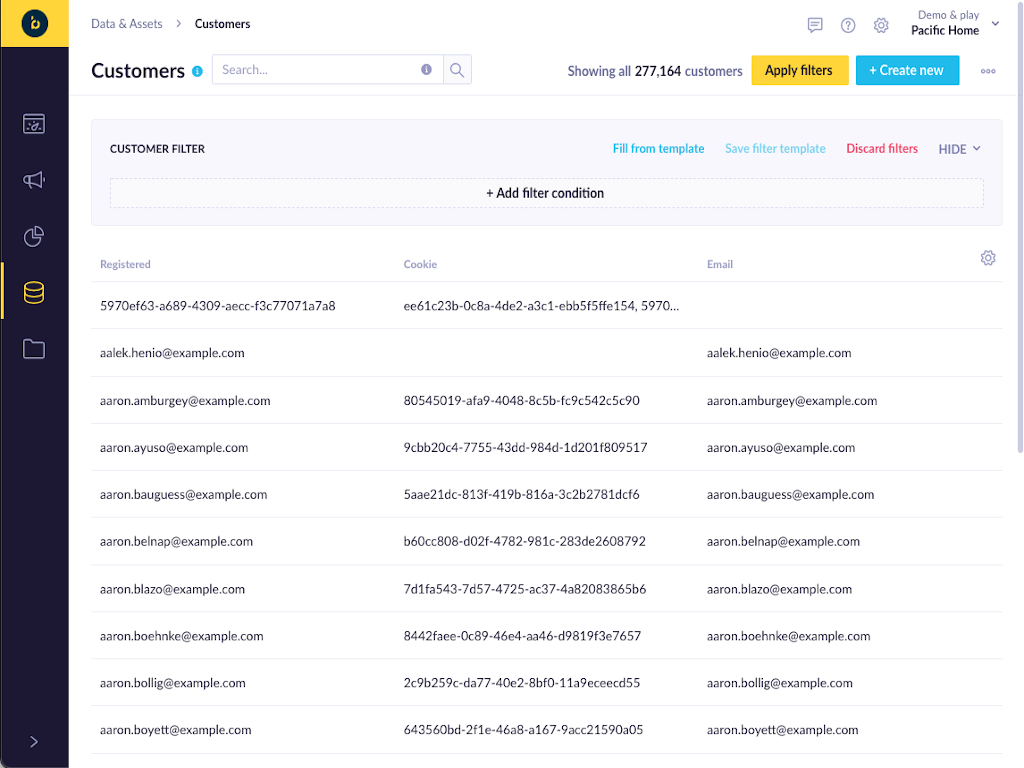 Data & Assets > Customers
Demo & play
Pacific Home
Customers
Search...
Showing all 277,164 customers
Apply filters
+ Create new
CUSTOMER FILTER
Fill from template
Save filter template
Discard filters
HIDE
+ Add filter condition
Registered Cookie Email
5970ef63-a689-4309-aecc-f3c77071a7a8 ee61c23b-0c8a-4de2-a3c1-ebb5f5ffe154, 5970...
aalek.henio@example.com aalek.henio@example.com
aaron.amburgey@example.com 80545019-afa9-4048-8c5b-fc9c542c5c90 aaron.amburgey@example.com
aaron.ayuso@example.com 9cbb20c4-7755-43dd-984d-1d201f809517 aaron.ayuso@example.com
aaron.bauguess@example.com 5aae21dc-813f-419b-816a-3c2b2781dcf6 aaron.bauguess@example.com
aaron.belnap@example.com b60cc808-d02f-4782-981c-283de2608792 aaron.belnap@example.com
aaron.blazo@example.com 7d1fa543-7d57-4725-ac37-4a82083865b6 aaron.blazo@example.com
aaron.boehnke@example.com 8442faee-0c89-46e4-aa46-d9819f3e7657 aaron.boehnke@example.com
aaron.bollig@example.com 2c9b259c-da77-40e2-8bf0-11a9eceecd55 aaron.bollig@example.com
aaron.boyett@example.com 643560bd-2f1e-46a8-a167-9acc21590a05 aaron.boyett@example.com